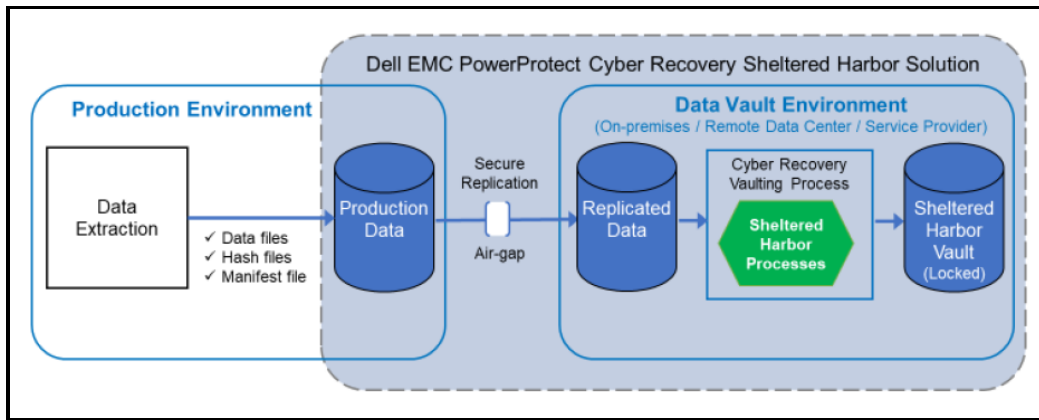 Dell EMC PowerProtect Cyber Recovery Sheltered Harbor Solution
Production Environment
Data
Extraction
✓ Data files
✓ Hash files
✓ Manifest file
Production
Data
Secure
Replication
Air-gap
Data Vault Environment
(On-premises / Remote Data Center / Service Provider)
Replicated
Data
Cyber Recovery
Vaulting Process
Sheltered
Harbor
Processes
Sheltered
Harbor
Vault
(Locked)